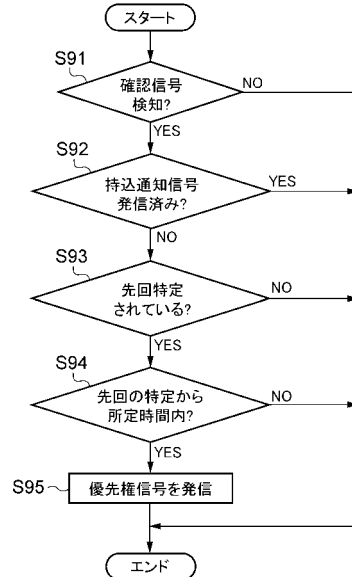 スタート
S91
確認信号
検知?
NO
YES
S92
持込通知信号
発信済み?
YES
NO
S93
先回特定
されている?
NO
YES
S94
先回の特定から
所定時間内?
NO
YES
S95
優先権信号を発信
エンド